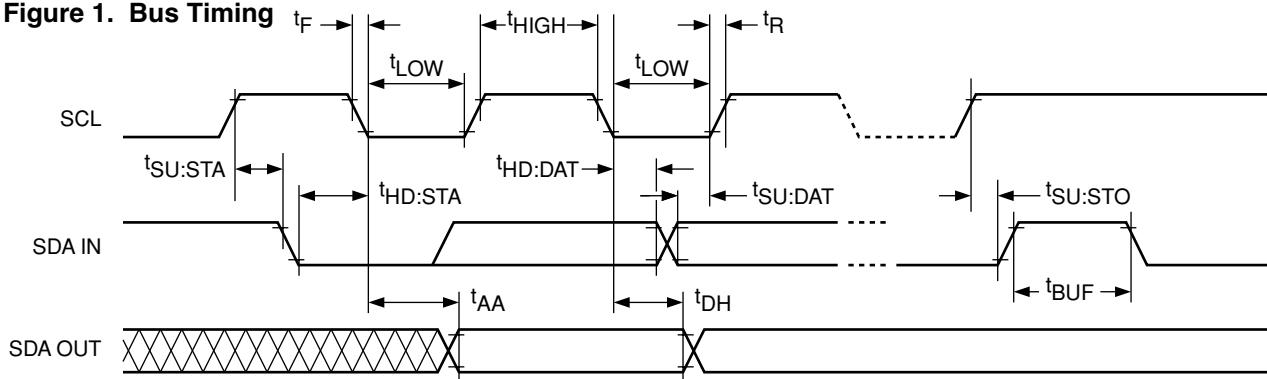 Figure 1. Bus Timing
tF
tHIGH
tR
tLOW
tLOW
SCL
tSU:STA
tHD:STA
tHD:DAT
tSU:DAT
tSU:STO
SDA IN
tBUF
tAA
tDH
SDA OUT